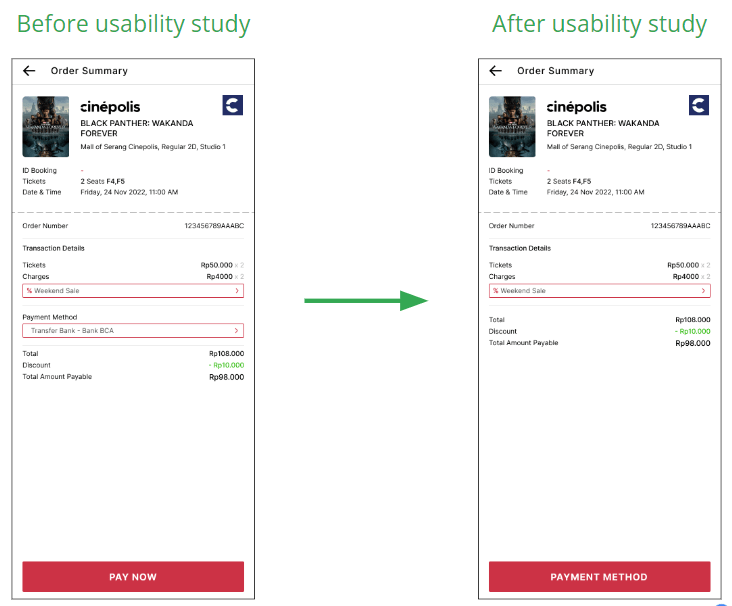 Before usability study
After usability study
Order Summary
cinépolis
BLACK PANTHER: WAKANDA
FOREVER
Mall of Serang Cinepolis, Regular 2D, Studio 1
ID Booking -
Tickets 2 Seats F4,F5
Date & Time Friday, 24 Nov 2022, 11:00 AM
Order Number 123456789AAABC
Transaction Details
Tickets Rp50.000 x 2
Charges Rp4000 x 2
% Weekend Sale >
Payment Method
Transfer Bank - Bank BCA >
Total Rp108.000
Discount - Rp10.000
Total Amount Payable Rp98.000
PAY NOW
Order Summary
cinépolis
BLACK PANTHER: WAKANDA
FOREVER
Mall of Serang Cinepolis, Regular 2D, Studio 1
ID Booking -
Tickets 2 Seats F4,F5
Date & Time Friday, 24 Nov 2022, 11:00 AM
Order Number 123456789AAABC
Transaction Details
Tickets Rp50.000 x 2
Charges Rp4000 x 2
% Weekend Sale >
Total Rp108.000
Discount - Rp10.000
Total Amount Payable Rp98.000
PAYMENT METHOD